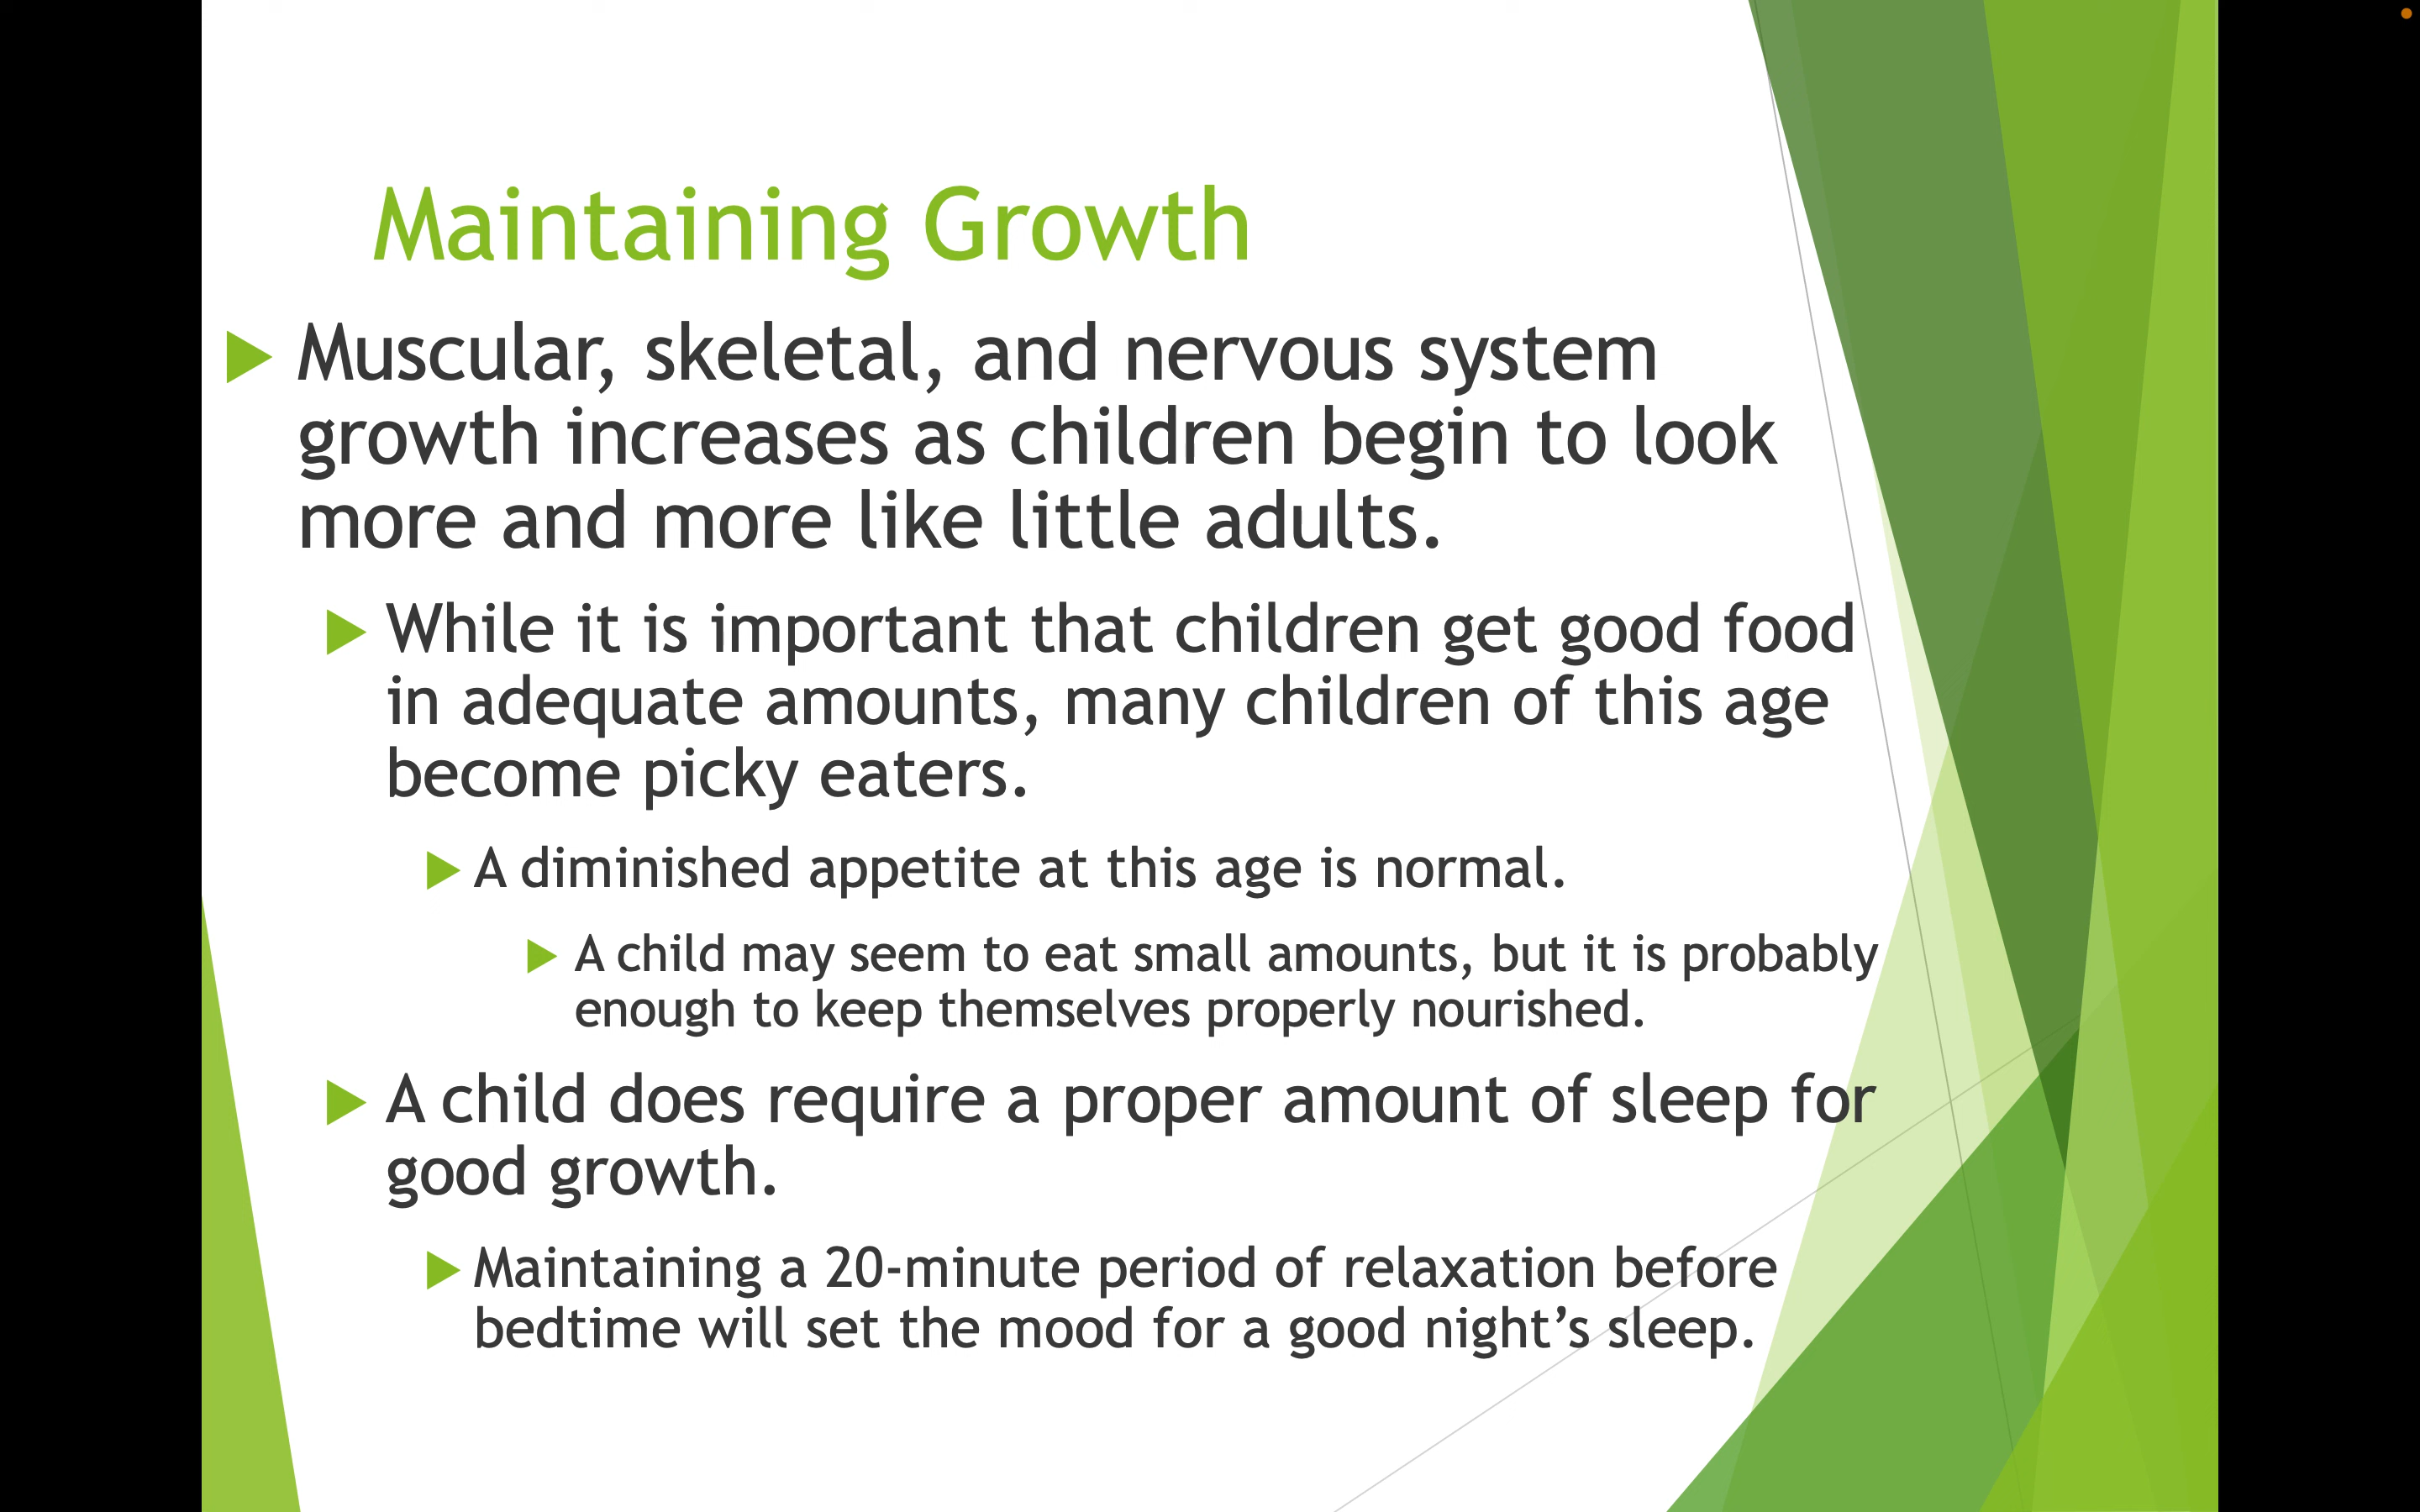 Maintaining Growth
Muscular, skeletal, and nervous system
growth increases as children begin to look
more and more like little adults.
While it is important that children get good food
in adequate amounts, many children of this age
become picky eaters.
A diminished appetite at this age is normal.
A child may seem to eat small amounts, but it is probably
enough to keep themselves properly nourished.
A child does require a proper amount of sleep for
good growth.
Maintaining a 20-minute period of relaxation before
bedtime will set the mood for a good night’s sleep.